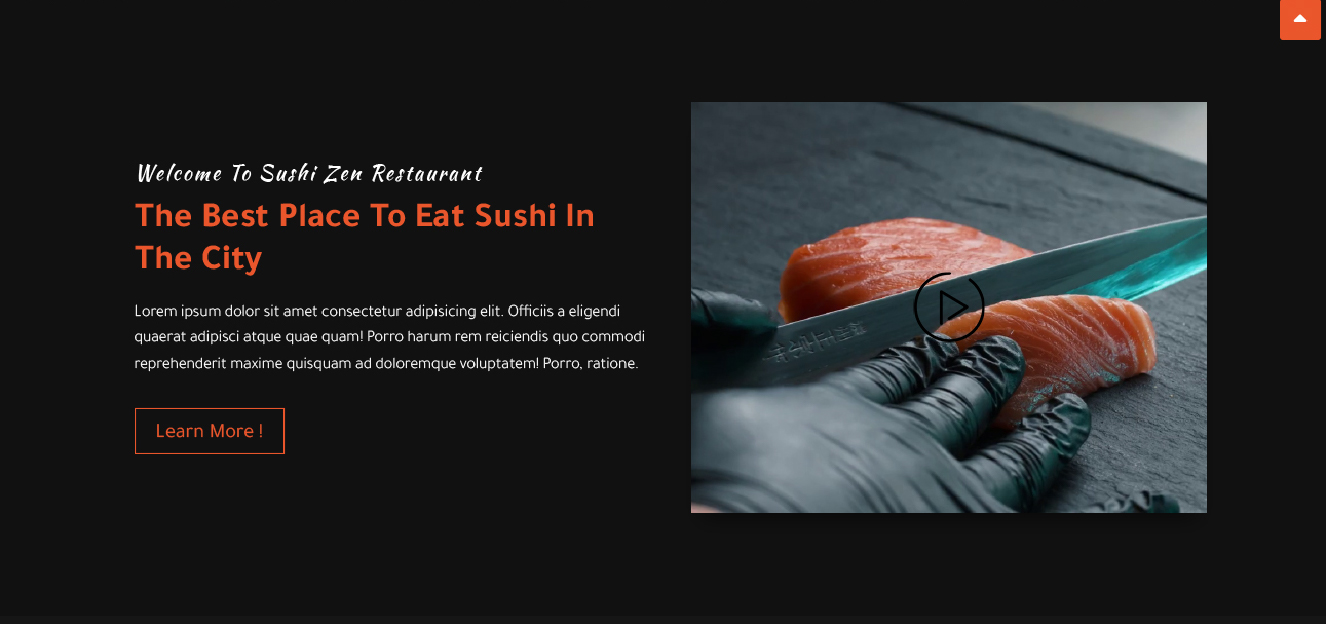 Welcome To Sushi Zen Restaurant
The Best Place To Eat Sushi In
The City
Lorem ipsum dolor sit amet consectetur adipisicing elit. Officiis a eligendi
quaerat adipisci atque quae quam! Porro harum rem reiciendis quo commodi
reprehenderit maxime quisquam ad doloremque voluptatem! Porro, ratione.
Learn More !